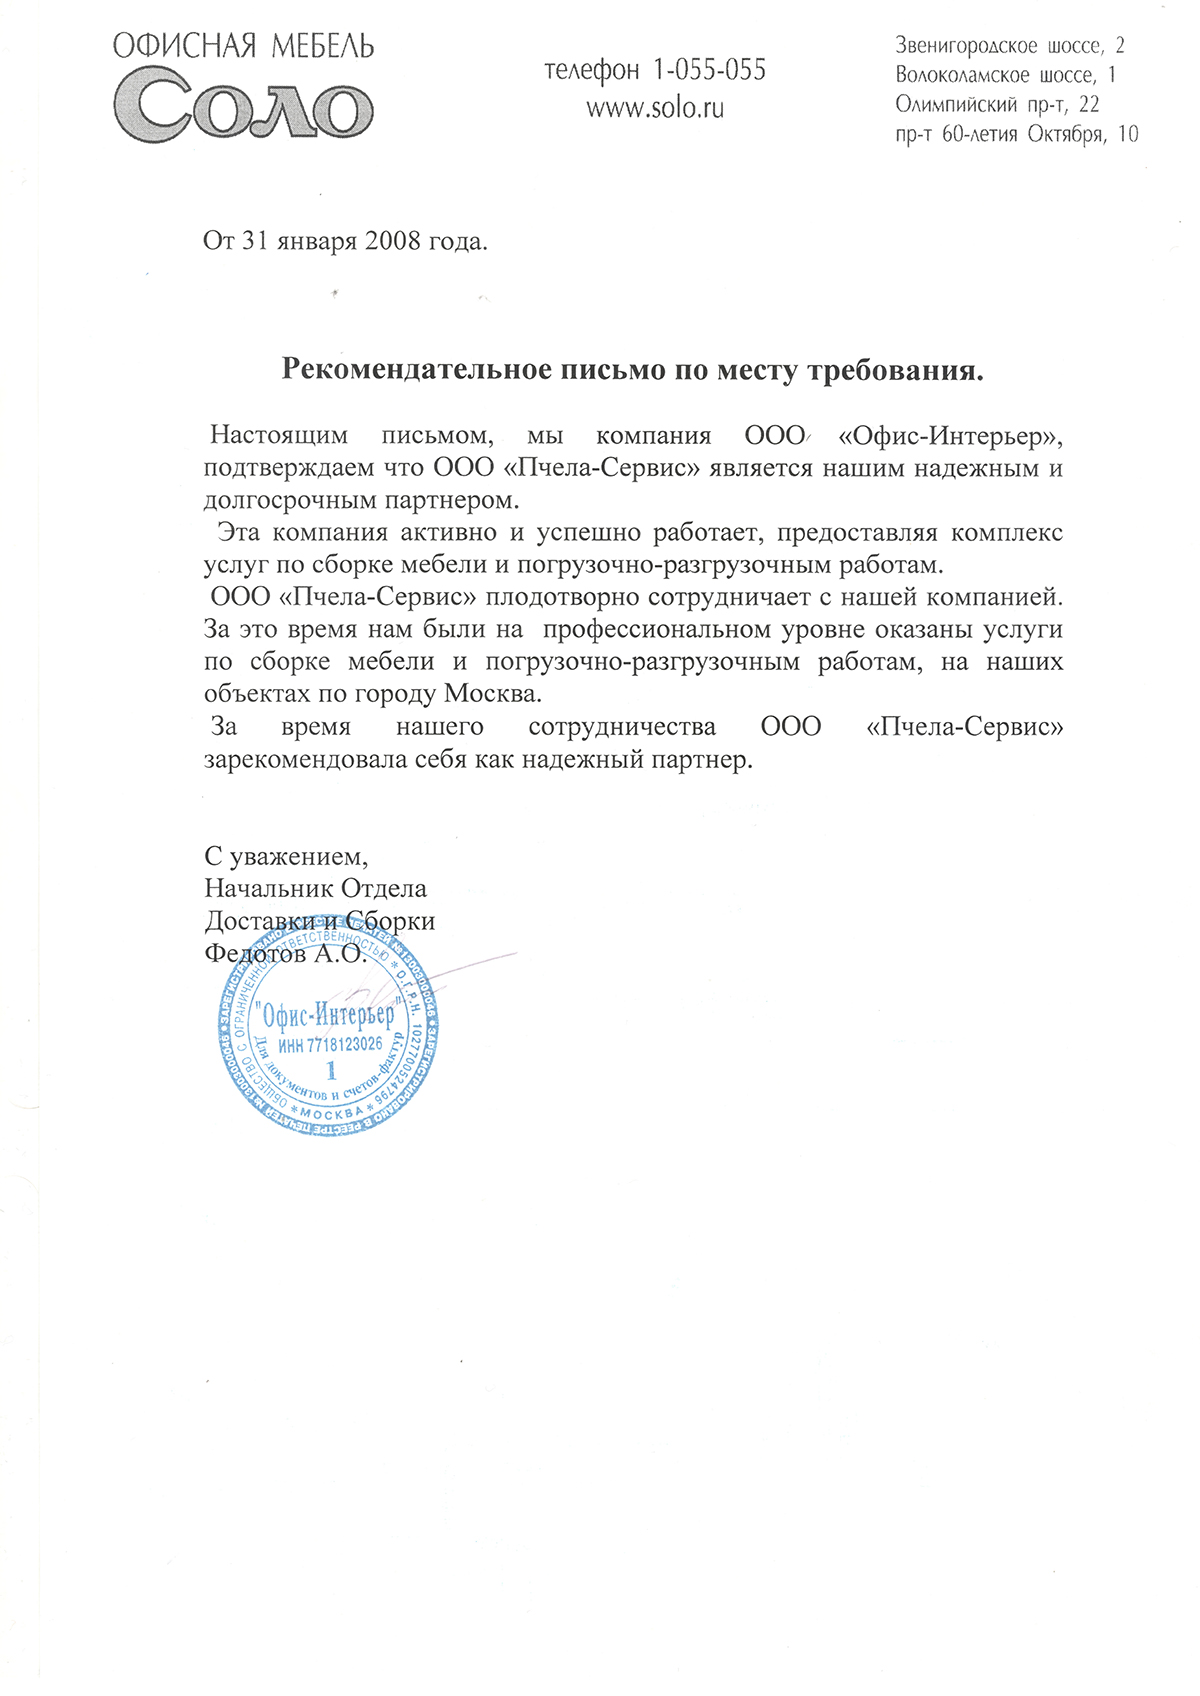 ОФИСНАЯ МЕБЕЛЬ
Соло
телефон 1-055-055
www.solo.ru
Звенигородское шоссе, 2
Волоколамское шоссе, 1
Олимпийский пр-т, 22
пр-т 60-летия Октября, 10
От 31 января 2008 года.
Рекомендательное письмо по месту требования.
Настоящим письмом, мы компания ООО «Офис-Интерьер»,
подтверждаем что ООО «Пчела-Сервис» является нашим надежным и
долгосрочным партнером.
Эта компания активно и успешно работает, предоставляя комплекс
услуг по сборке мебели и погрузочно-разгрузочным работам.
ООО «Пчела-Сервис» плодотворно сотрудничает с нашей компанией.
За это время нам были на профессиональном уровне оказаны услуги
по сборке мебели и погрузочно-разгрузочным работам, на наших
объектах по городу Москва.
За время нашего сотрудничества ООО «Пчела-Сервис»
зарекомендовала себя как надежный партнер.
С уважением,
Начальник Отдела
Доставки и Сборки
Федотов А.О.
ЗАРЕГИСТРИРОВАНО В РЕЕСТРЕ ПЕЧАТЕЙ №1300300004в * ЗАРЕГИСТРИРОВАНО В РЕЕСТРЕ ПЕЧАТЕЙ
ОБЩЕСТВО С ОГРАНИЧЕННОЙ ОТВЕТСТВЕННОСТЬЮ * О.Г.Р.Н. 1027700524796
* МОСКВА *
"Офис-Интерьер"
ИНН 7718123026
1
Для документов и счетов-фактур